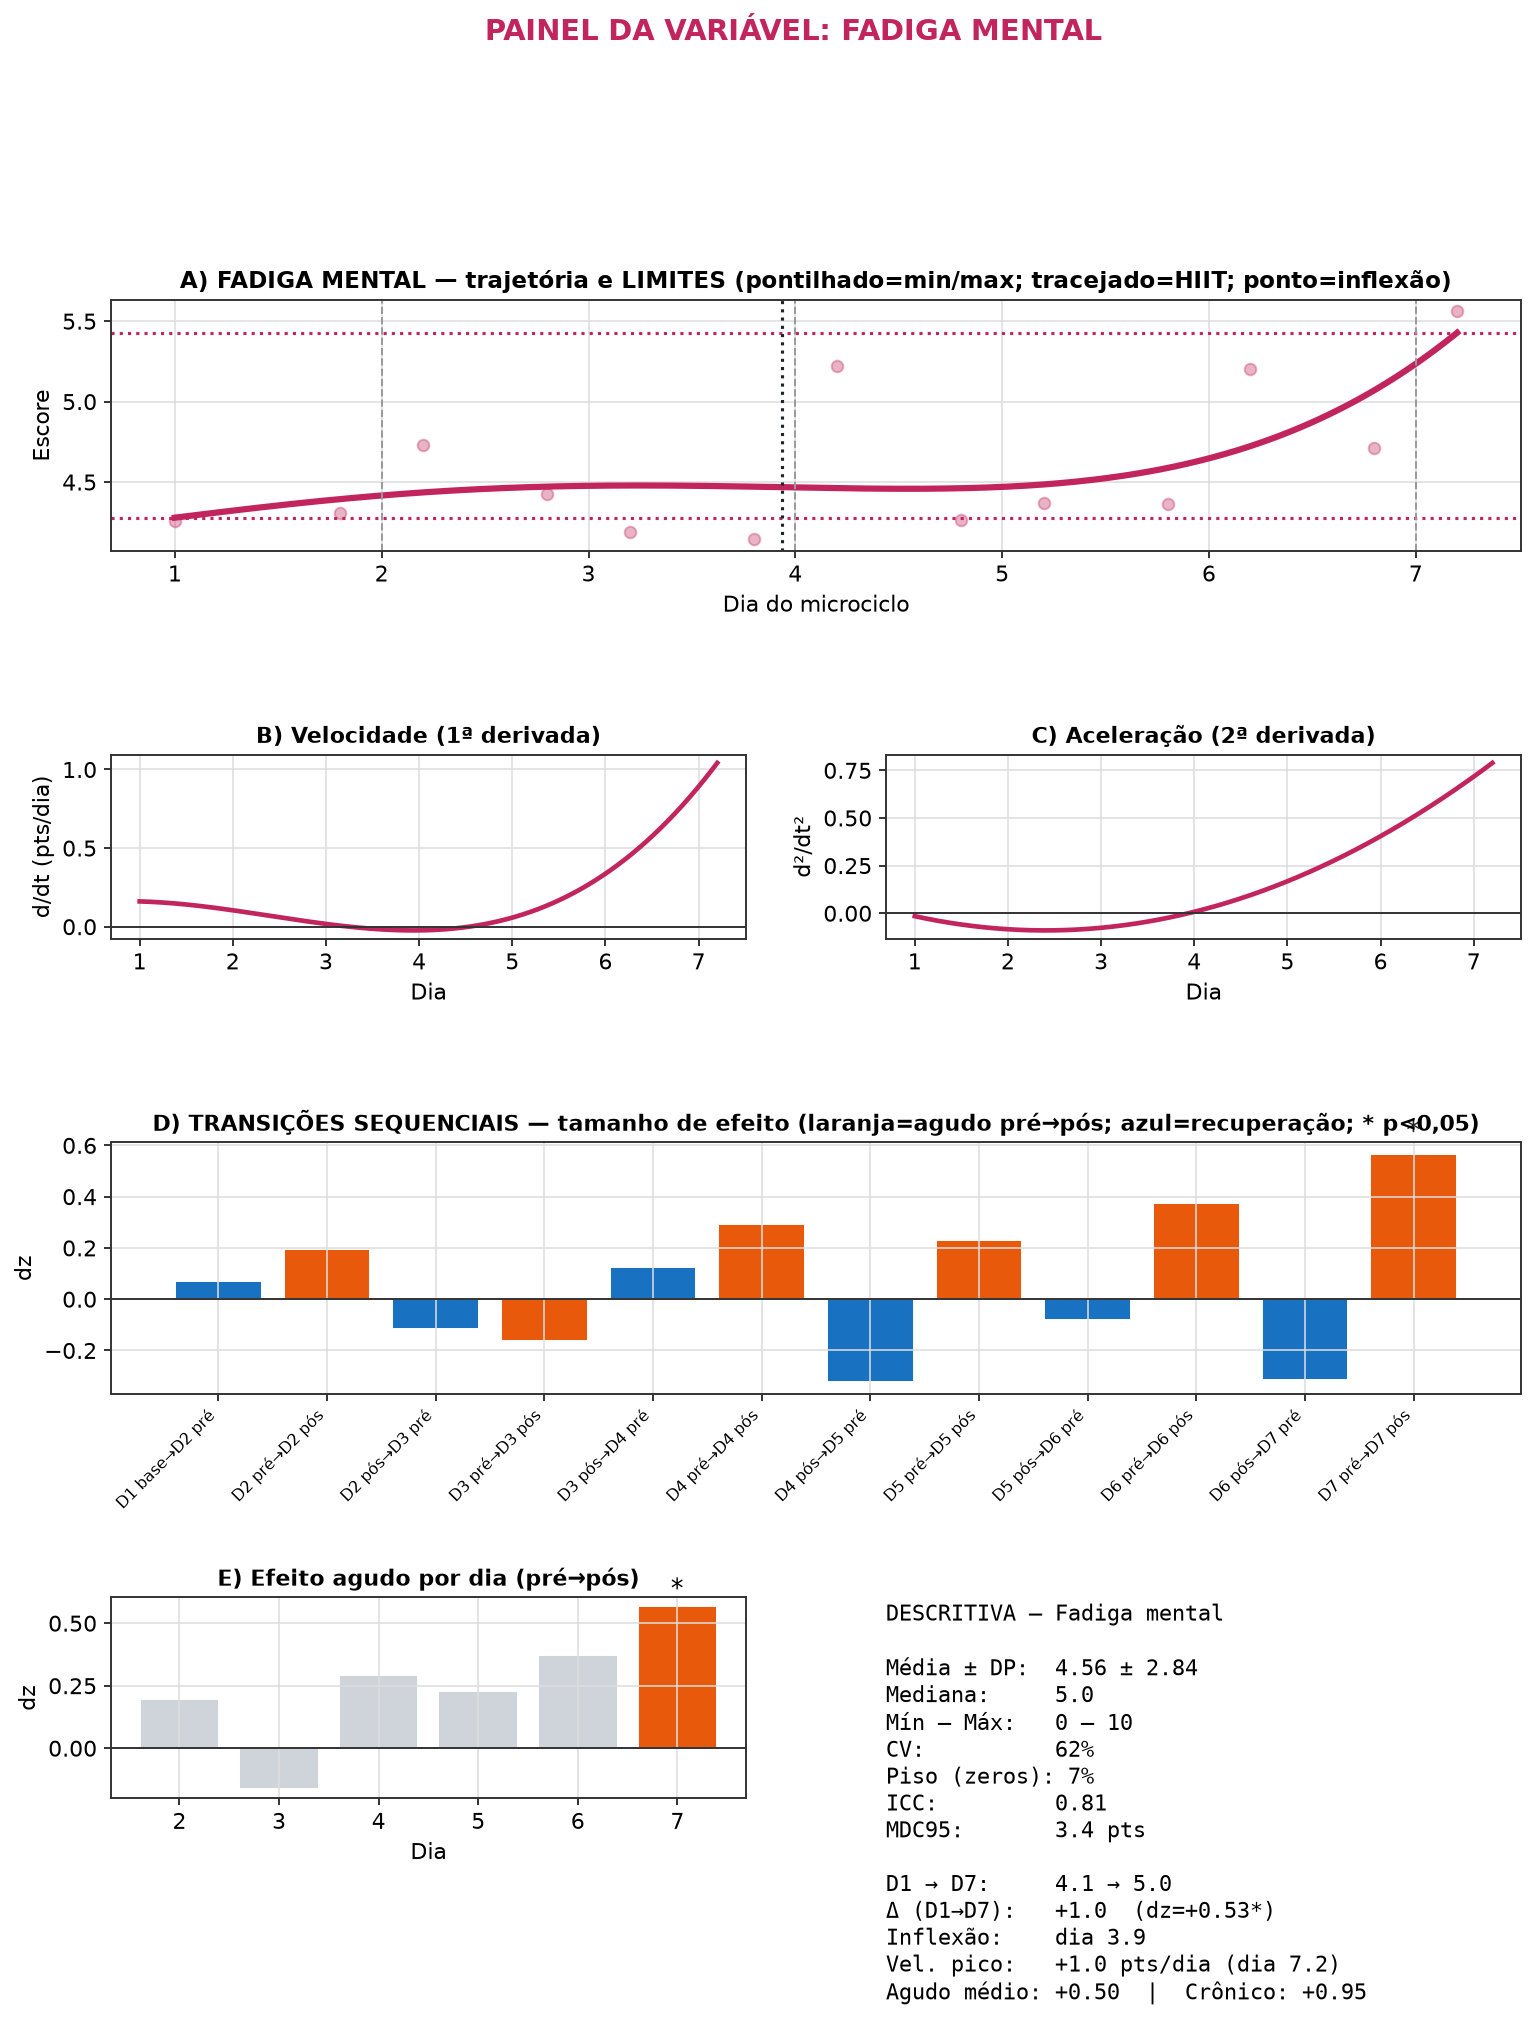 PAINEL DA VARIÁVEL: FADIGA MENTAL
A) FADIGA MENTAL — trajetória e LIMITES (pontilhado=min/max; tracejado=HIIT; ponto=inflexão)
Escore
5.5
5.0
4.5
1 2 3 4 5 6 7
Dia do microciclo
B) Velocidade (1ª derivada)
d/dt (pts/dia)
1.0
0.5
0.0
1 2 3 4 5 6 7
Dia
C) Aceleração (2ª derivada)
d²/dt²
0.75
0.50
0.25
0.00
1 2 3 4 5 6 7
Dia
D) TRANSIÇÕES SEQUENCIAIS — tamanho de efeito (laranja=agudo pré→pós; azul=recuperação; * p<0,05)
*
dz
0.6
0.4
0.2
0.0
−0.2
D1 base→D2 pré
D2 pré→D2 pós
D2 pós→D3 pré
D3 pré→D3 pós
D3 pós→D4 pré
D4 pré→D4 pós
D4 pós→D5 pré
D5 pré→D5 pós
D5 pós→D6 pré
D6 pré→D6 pós
D6 pós→D7 pré
D7 pré→D7 pós
E) Efeito agudo por dia (pré→pós)
*
dz
0.50
0.25
0.00
2 3 4 5 6 7
Dia
DESCRITIVA — Fadiga mental
Média ± DP: 4.56 ± 2.84
Mediana: 5.0
Mín – Máx: 0 – 10
CV: 62%
Piso (zeros): 7%
ICC: 0.81
MDC95: 3.4 pts
D1 → D7: 4.1 → 5.0
Δ (D1→D7): +1.0 (dz=+0.53*)
Inflexão: dia 3.9
Vel. pico: +1.0 pts/dia (dia 7.2)
Agudo médio: +0.50 | Crônico: +0.95